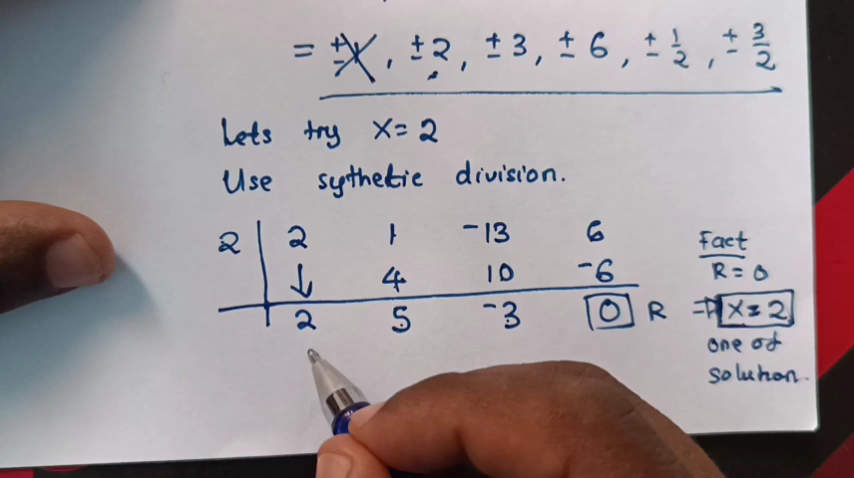 = ±1, ±2, ±3, ±6, ±1/2, ±3/2
Lets try x=2
Use sythetic division.
2 | 2 1 -13 6
↓ 4 10 -6
2 5 -3 0 R
Fact
R=0
⇒ x=2
one of
solution.